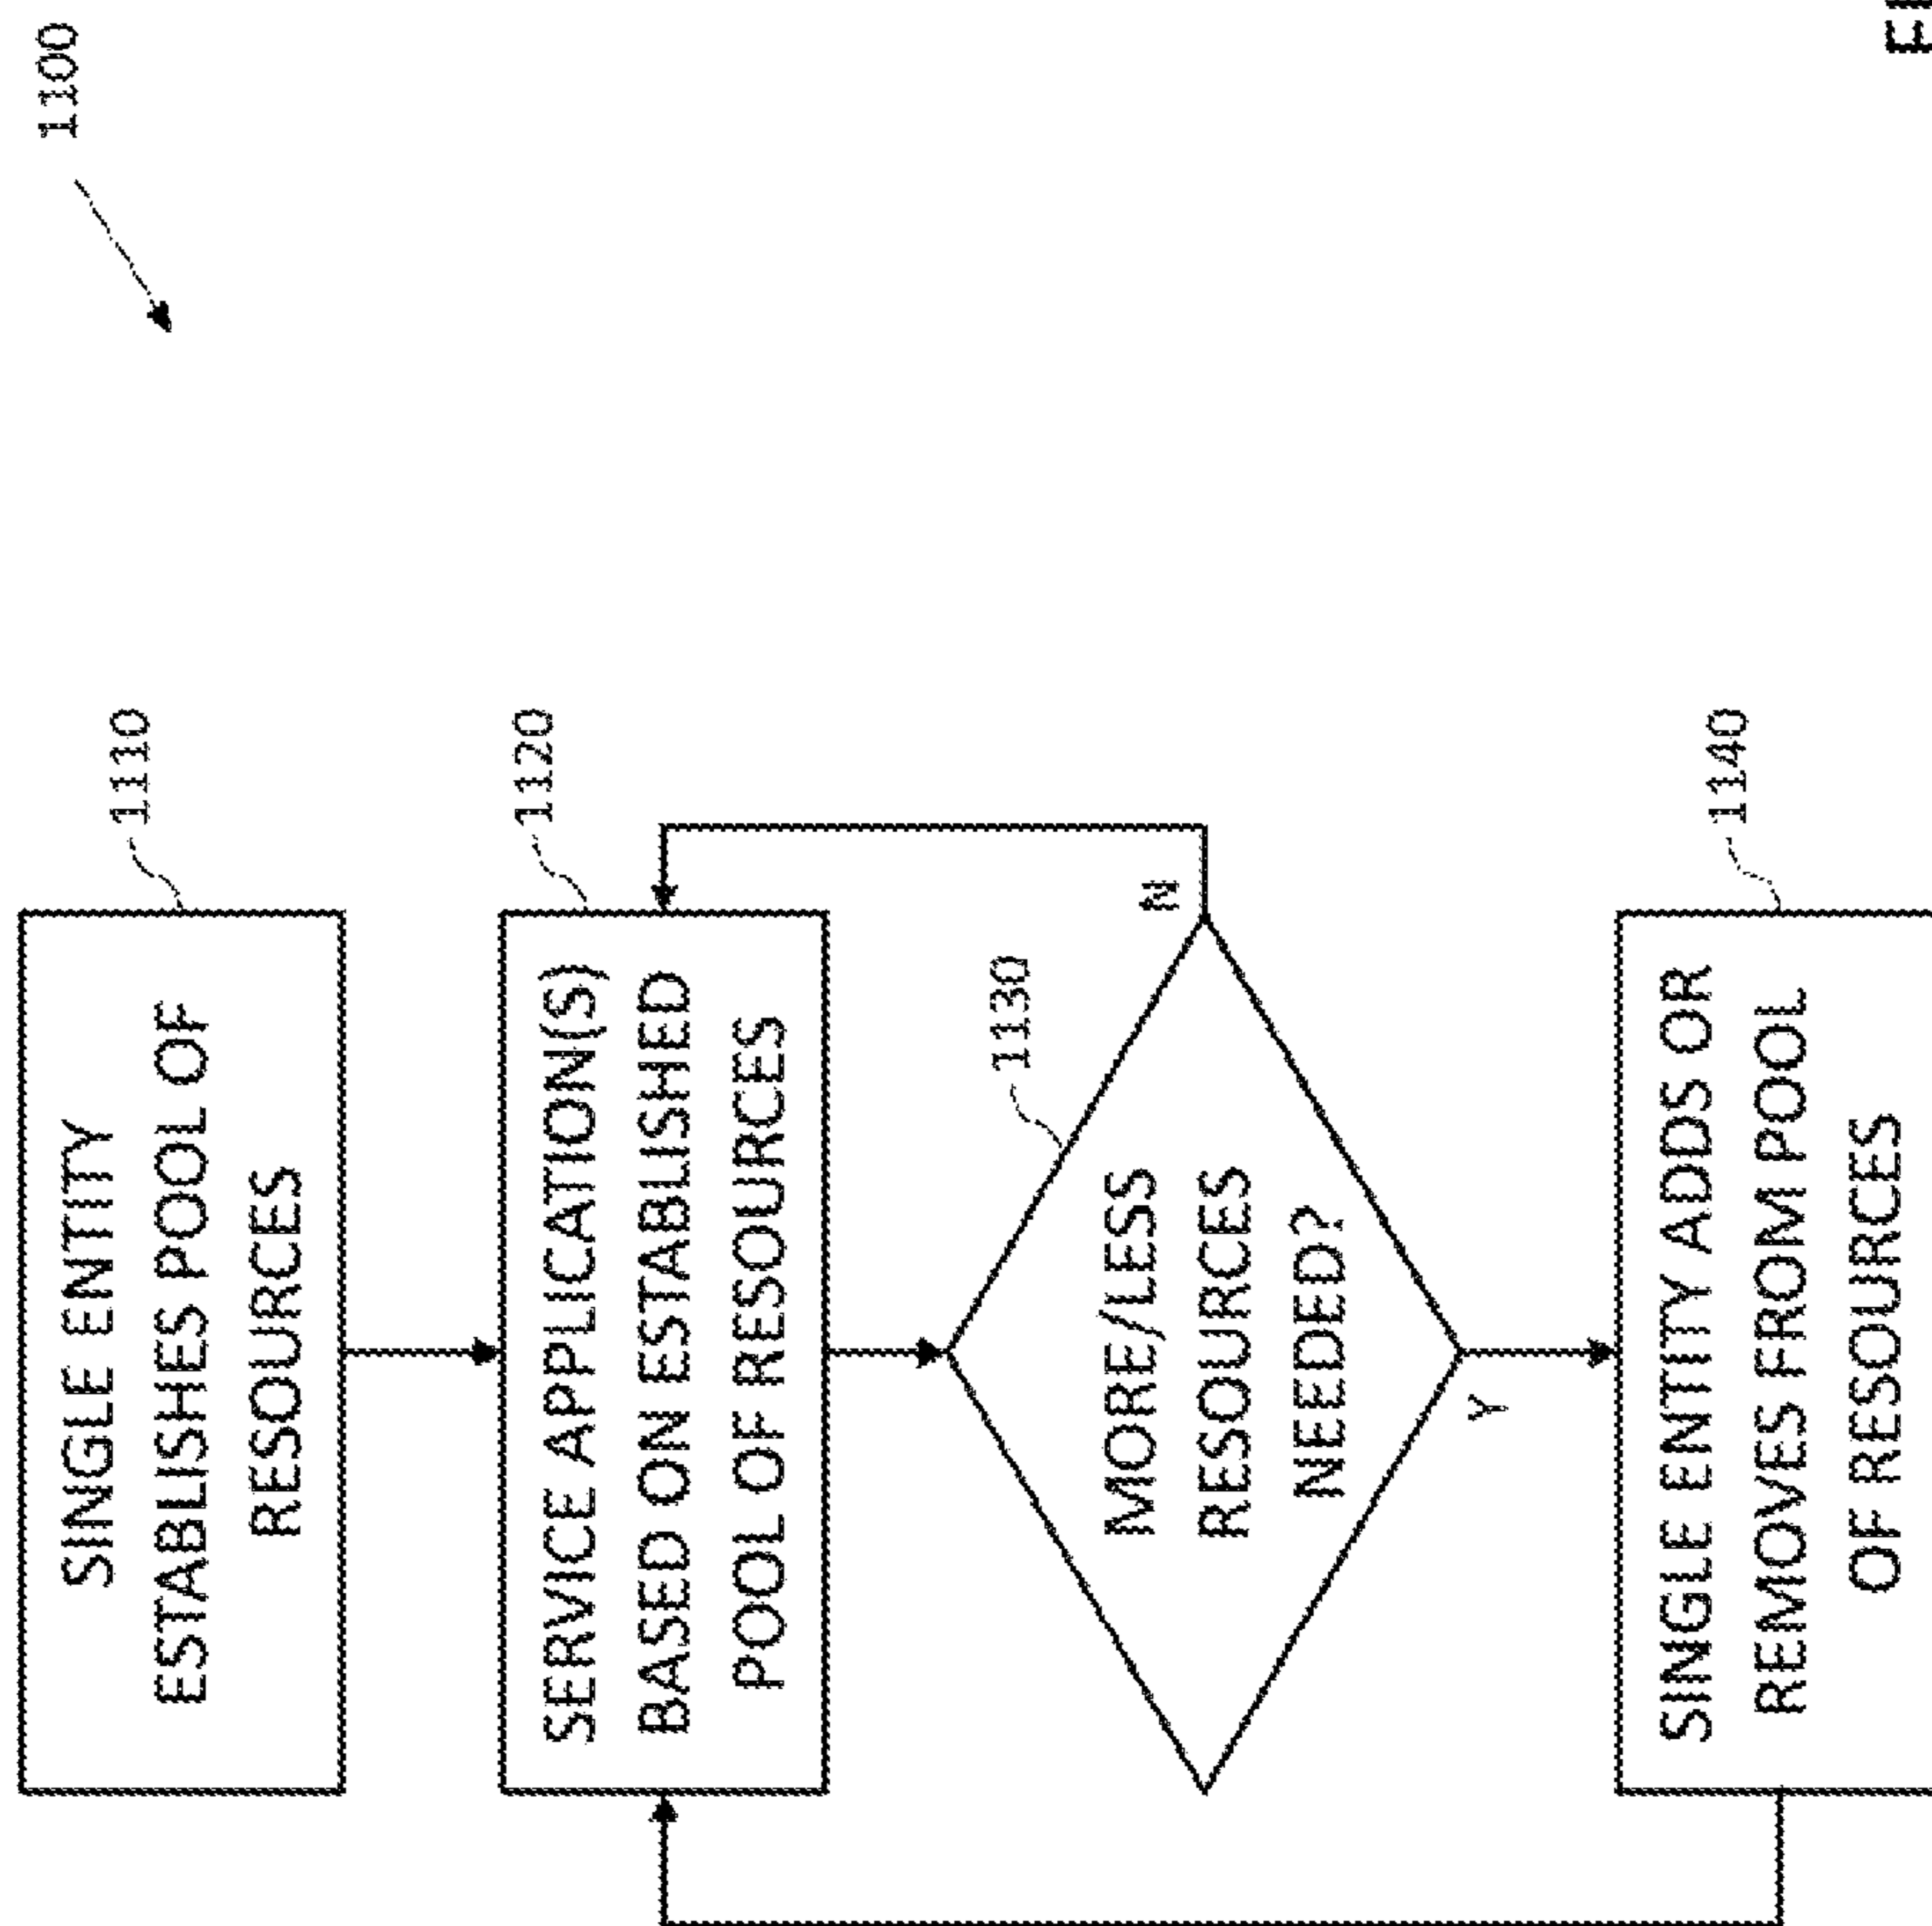 1100
1110
SINGLE ENTITY
ESTABLISHES POOL OF
RESOURCES
1120
SERVICE APPLICATION(S)
BASED ON ESTABLISHED
POOL OF RESOURCES
1130
MORE/LESS
RESOURCES
NEEDED?
N
Y
1140
SINGLE ENTITY ADDS OR
REMOVES FROM POOL
OF RESOURCES